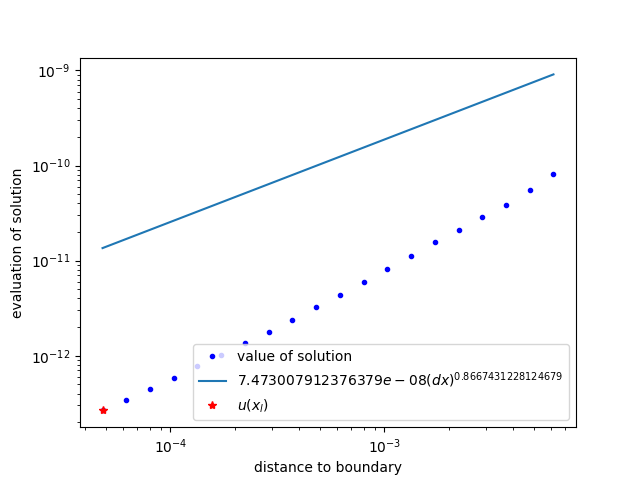 10^{-9}
10^{-10}
10^{-11}
10^{-12}
evaluation of solution
value of solution
7.473007912376379e − 08(dx)^{0.8667431228124679}
u(x_l)
10^{-4} 10^{-3}
distance to boundary